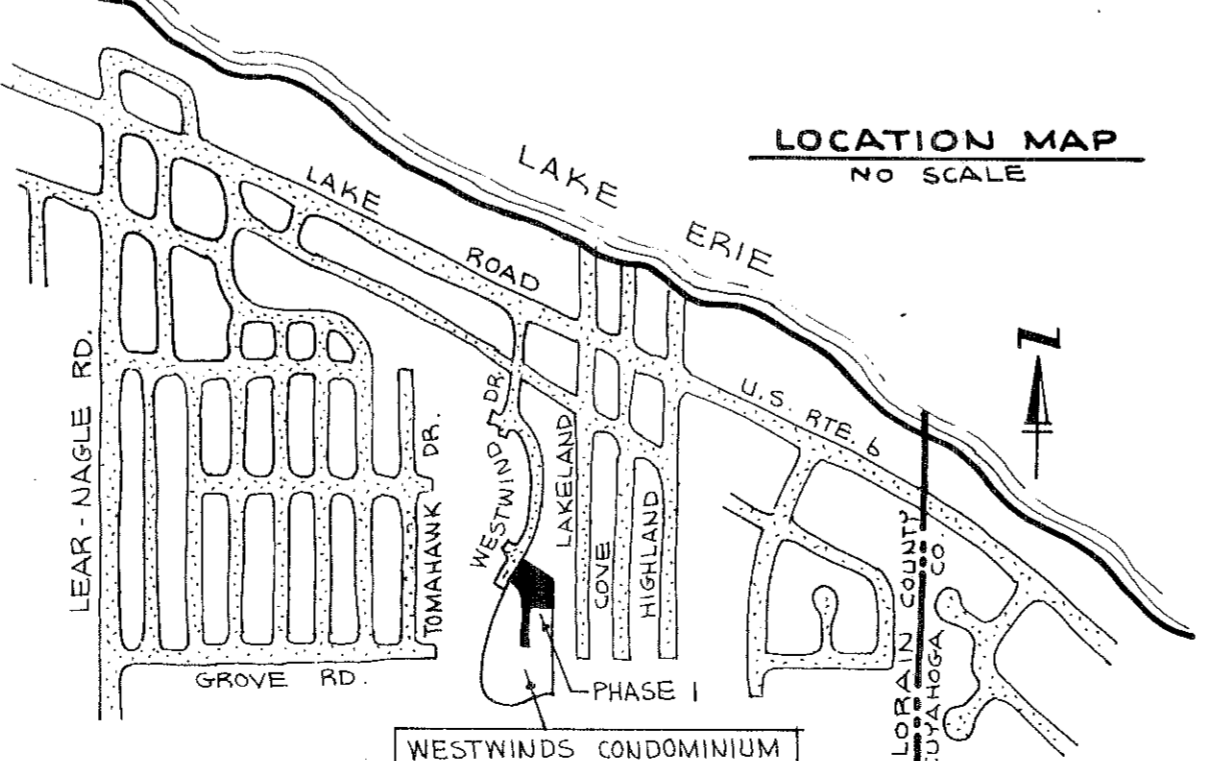 LOCATION MAP
NO SCALE
LAKE ERIE
LAKE ROAD
U.S. RTE. 6
LEAR-NAGLE RD.
TOMAHAWK DR.
WESTWIND DR.
LAKELAND
COVE
HIGHLAND
LORAIN COUNTY
CUYAHOGA CO
GROVE RD.
PHASE 1
WESTWINDS CONDOMINIUM
N